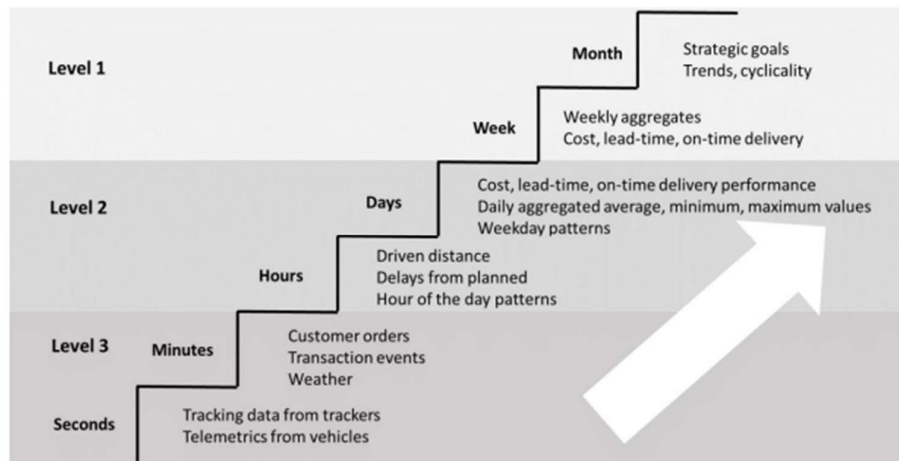 Level 1
Month
Strategic goals
Trends, cyclicality
Week
Weekly aggregates
Cost, lead-time, on-time delivery
Level 2
Days
Cost, lead-time, on-time delivery performance
Daily aggregated average, minimum, maximum values
Weekday patterns
Hours
Driven distance
Delays from planned
Hour of the day patterns
Level 3
Minutes
Customer orders
Transaction events
Weather
Seconds
Tracking data from trackers
Telemetrics from vehicles